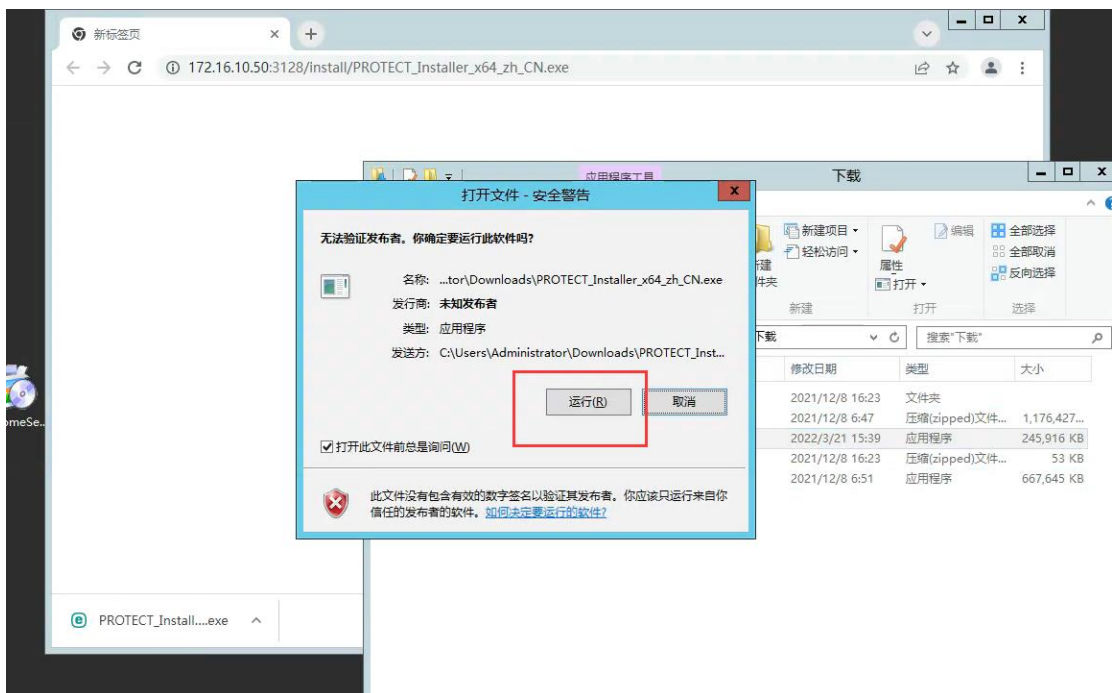 新标签页
172.16.10.50:3128/install/PROTECT_Installer_x64_zh_CN.exe
应用程序工具
下载
打开文件 - 安全警告
无法验证发布者。你确定要运行此软件吗?
名称: ...tor\Downloads\PROTECT_Installer_x64_zh_CN.exe
发行商: 未知发布者
类型: 应用程序
发送方: C:\Users\Administrator\Downloads\PROTECT_Inst...
运行(R) 取消
打开此文件前总是询问(W)
此文件没有包含有效的数字签名以验证其发布者。你应该只运行来自你
信任的发布者的软件。如何决定要运行的软件?
新建项目
轻松访问
属性
编辑
打开
全部选择
全部取消
反向选择
新建 打开 选择
下载 搜索"下载"
修改日期 类型 大小
2021/12/8 16:23 文件夹
2021/12/8 6:47 压缩(zipped)文件... 1,176,427...
2022/3/21 15:39 应用程序 245,916 KB
2021/12/8 16:23 压缩(zipped)文件... 53 KB
2021/12/8 6:51 应用程序 667,645 KB
omeSe...
PROTECT_Install....exe